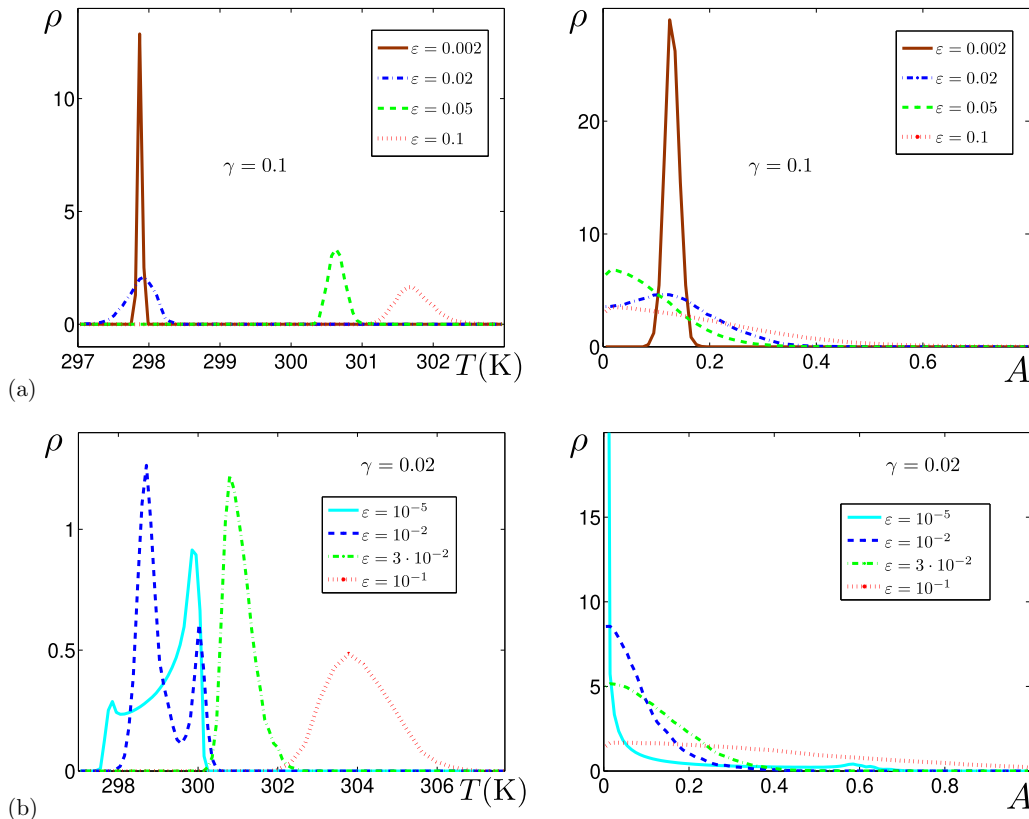 ρ
10
5
0
297 298 299 300 301 302
T(K)
γ = 0.1
ε = 0.002
ε = 0.02
ε = 0.05
ε = 0.1
ρ
20
10
0
0 0.2 0.4 0.6
A
γ = 0.1
ε = 0.002
ε = 0.02
ε = 0.05
ε = 0.1
(a)
ρ
1
0.5
0
298 300 302 304 306
T(K)
γ = 0.02
ε = 10⁻⁵
ε = 10⁻²
ε = 3 · 10⁻²
ε = 10⁻¹
ρ
15
10
5
0
0 0.2 0.4 0.6 0.8
A
γ = 0.02
ε = 10⁻⁵
ε = 10⁻²
ε = 3 · 10⁻²
ε = 10⁻¹
(b)